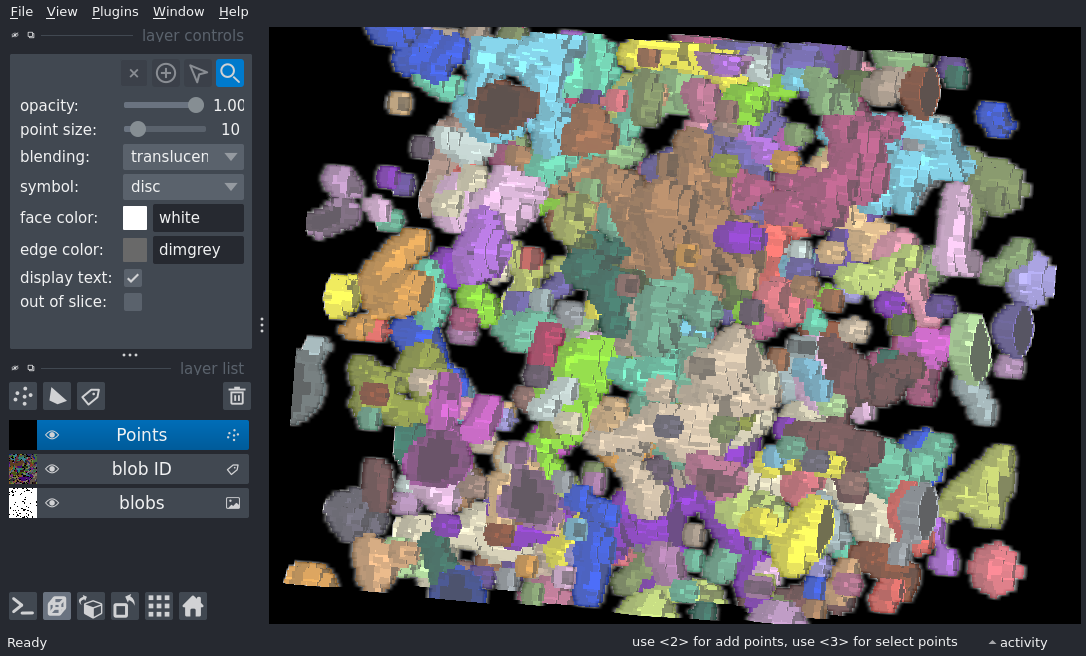 File View Plugins Window Help
layer controls
opacity: 1.00
point size: 10
blending: translucen
symbol: disc
face color: white
edge color: dimgrey
display text:
out of slice:
layer list
Points
blob ID
blobs
Ready
use <2> for add points, use <3> for select points
activity